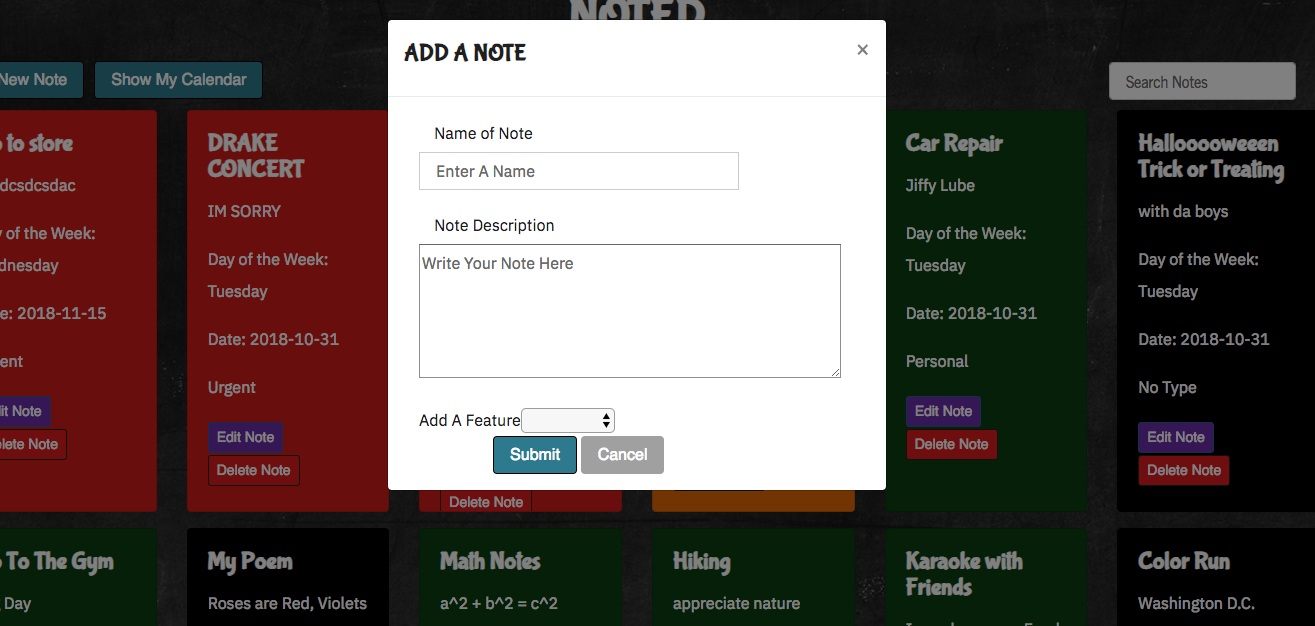 NOTED
New Note
Show My Calendar
Search Notes
ADD A NOTE
×
Name of Note
Enter A Name
Note Description
Write Your Note Here
Add A Feature
Submit
Cancel
to store
dcsdcsdac
of the Week:
Date: 2018-11-15
Edit Note
Delete Note
DRAKE
CONCERT
IM SORRY
Day of the Week:
Tuesday
Date: 2018-10-31
Urgent
Edit Note
Delete Note
Delete Note
Car Repair
Jiffy Lube
Day of the Week:
Tuesday
Date: 2018-10-31
Personal
Edit Note
Delete Note
Hallooooweeen
Trick or Treating
with da boys
Day of the Week:
Tuesday
Date: 2018-10-31
No Type
Edit Note
Delete Note
To The Gym
Day
My Poem
Roses are Red, Violets
Math Notes
a^2 + b^2 = c^2
Hiking
appreciate nature
Karaoke with
Friends
Color Run
Washington D.C.